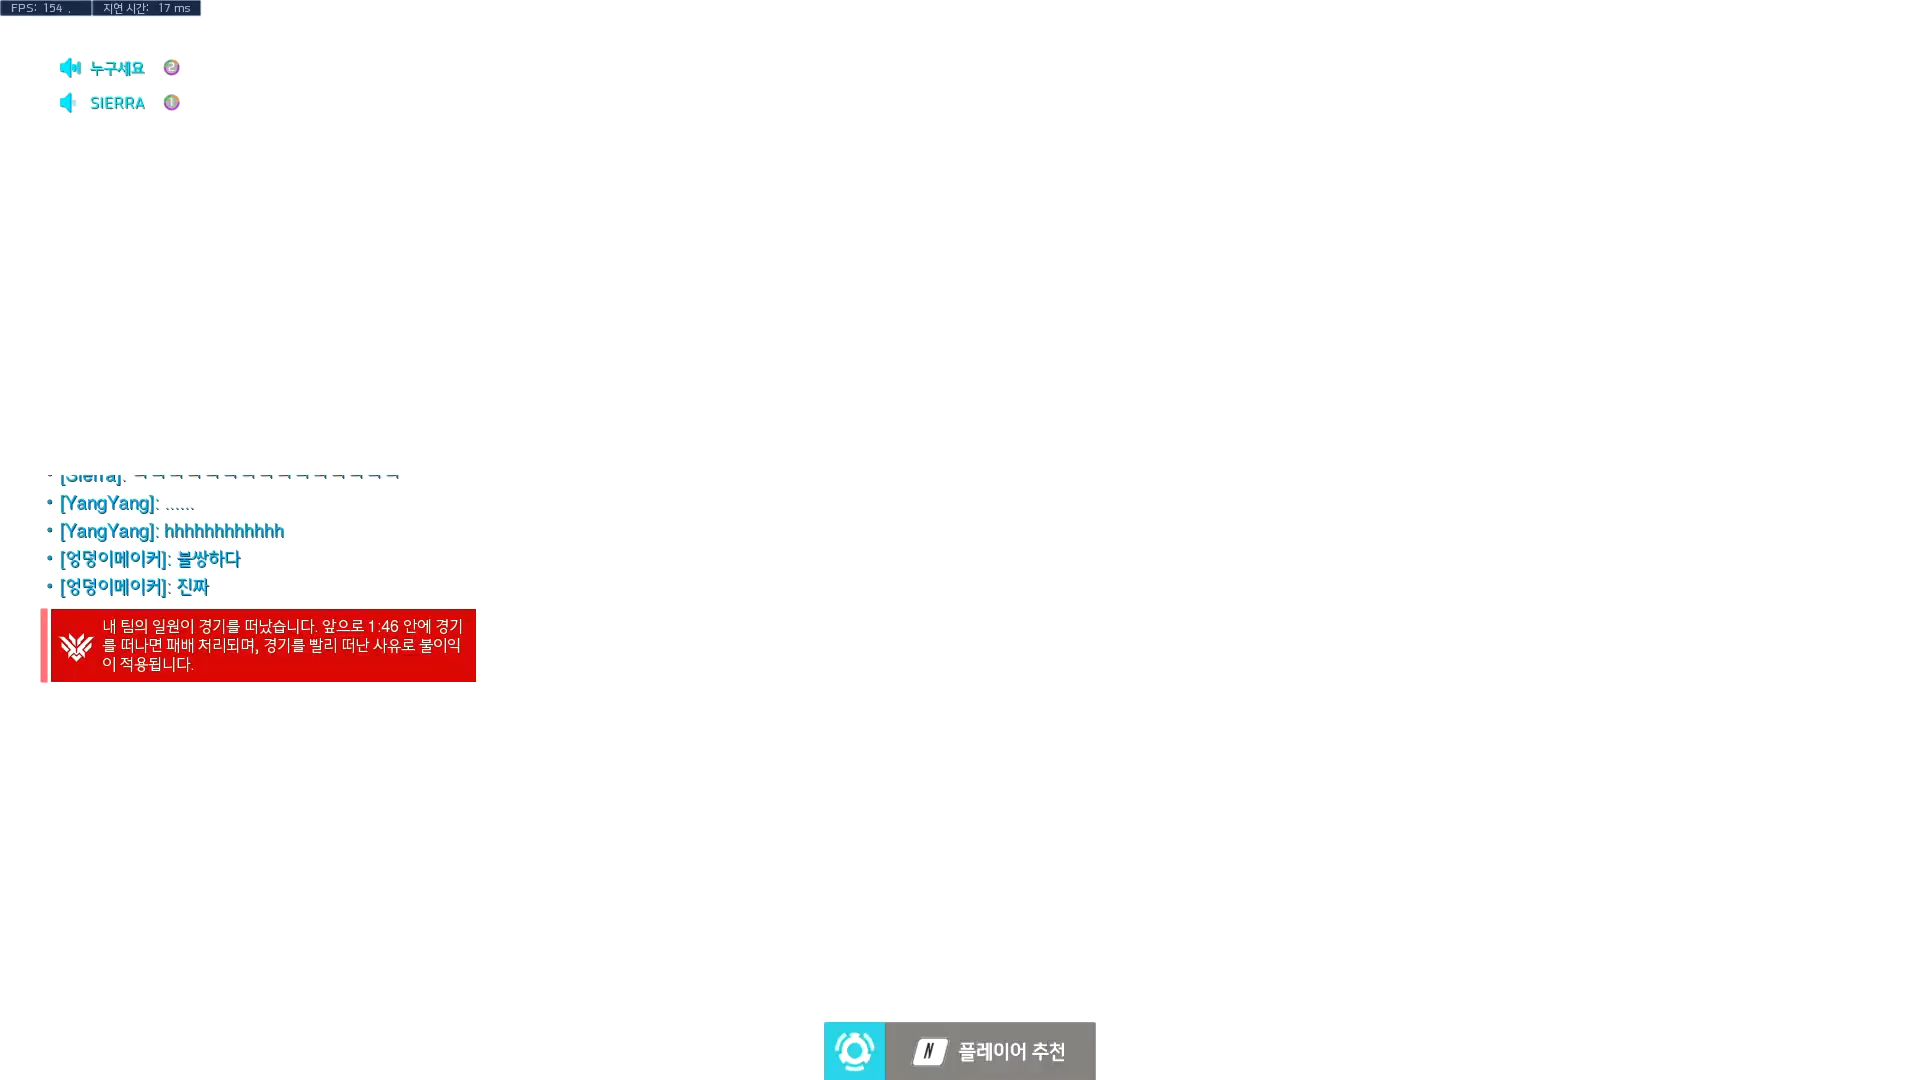 FPS: 154 . 지연 시간: 17 ms
누구세요 2
SIERRA 1
• [Sierra]: ㅋㅋㅋㅋㅋㅋㅋㅋㅋㅋㅋㅋㅋㅋㅋ
• [YangYang]: ......
• [YangYang]: hhhhhhhhhhhh
• [엉덩이메이커]: 불쌍하다
• [엉덩이메이커]: 진짜
내 팀의 일원이 경기를 떠났습니다. 앞으로 1:46 안에 경기
를 떠나면 패배 처리되며, 경기를 빨리 떠난 사유로 불이익
이 적용됩니다.
N 플레이어 추천